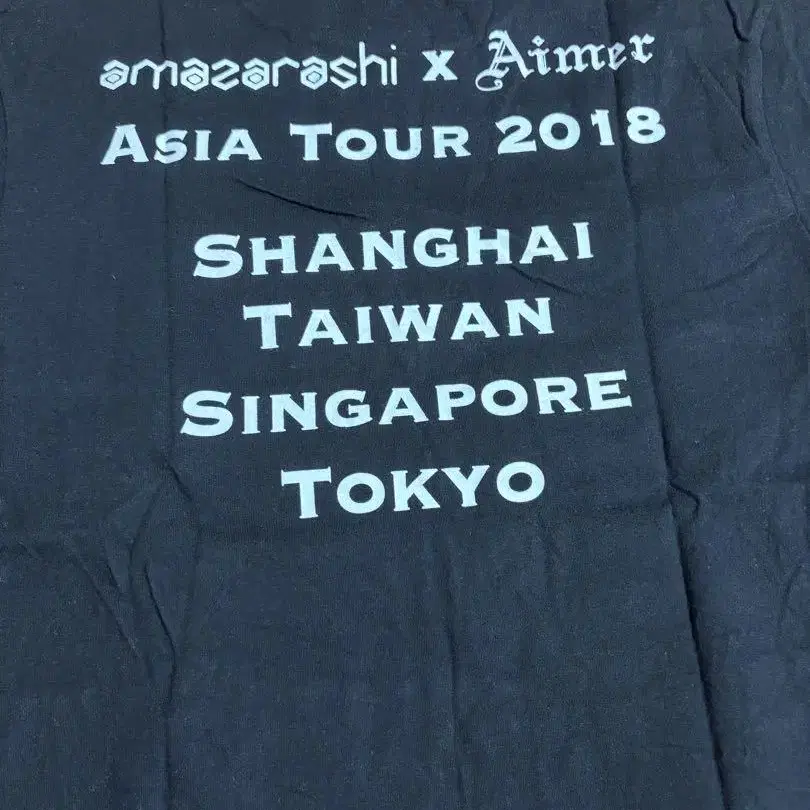 amazarashi x Aimer
ASIA TOUR 2018
SHANGHAI
TAIWAN
SINGAPORE
TOKYO